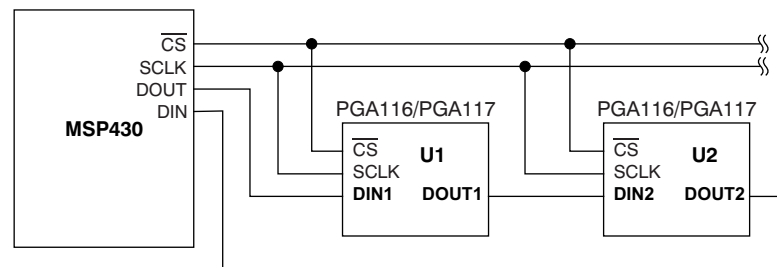 CS
SCLK
DOUT
DIN
MSP430
PGA116/PGA117
CS
U1
SCLK
DIN1 DOUT1
PGA116/PGA117
CS
U2
SCLK
DIN2 DOUT2